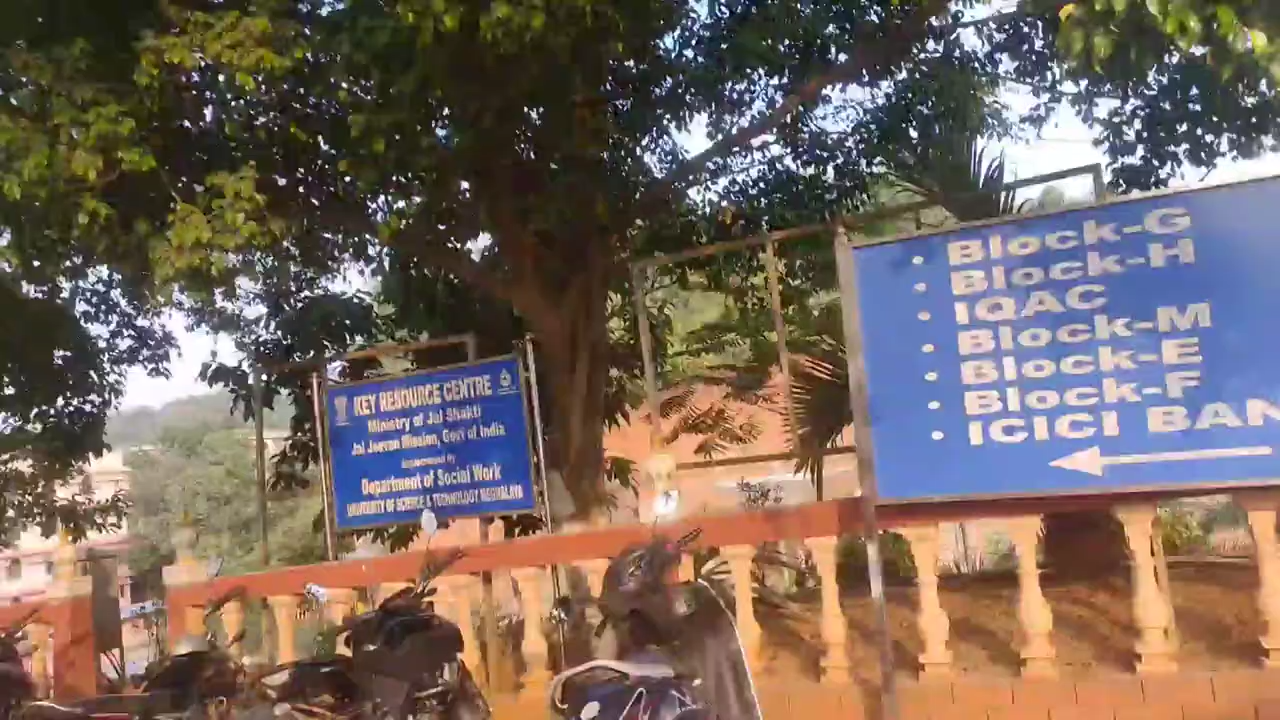 KEY RESOURCE CENTRE
Ministry of Jal Shakti
Jal Jeevan Mission, Govt of India
Department of Social Work
UNIVERSITY OF SCIENCE & TECHNOLOGY MEGHALAYA
• Block-G
• Block-H
• IQAC
• Block-M
• Block-E
• Block-F
• ICICI BAN